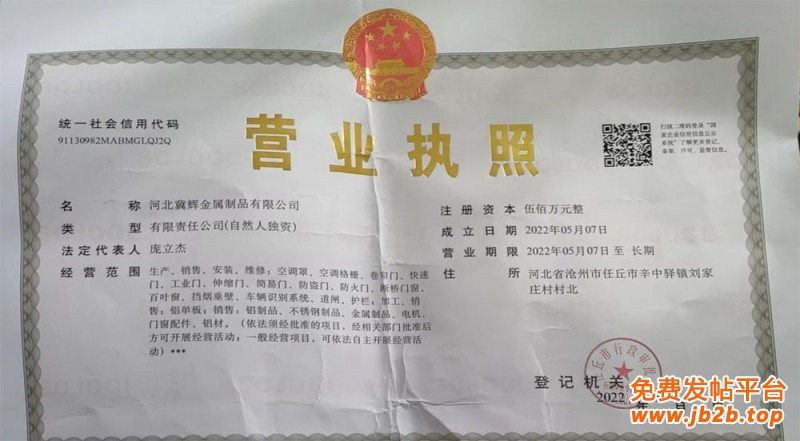 统一社会信用代码
91130982MABMGLQJ2Q
营业执照
扫描二维码登录“国
家企业信用信息公示
系统”了解更多登记、
备案、许可、监管信息。
名 称 河北冀辉金属制品有限公司
类 型 有限责任公司(自然人独资)
法定代表人 庞立杰
经营范围 生产、销售、安装、维修：空调罩、空调格栅、卷帘门、快速
门、工业门、伸缩门、简易门、防盗门、防火门、断桥门窗、
百叶窗、挡烟垂壁、车辆识别系统、道闸、护栏；加工、销
售：铝单板；销售：铝制品、不锈钢制品、金属制品、电机、
门窗配件、铝材。（依法须经批准的项目，经相关部门批准后
方可开展经营活动；一般经营项目，可依法自主开展经营活
动）***
注册资本 伍佰万元整
成立日期 2022年05月07日
营业期限 2022年05月07日至 长期
住 所 河北省沧州市任丘市辛中驿镇刘家
庄村村北
丘市行政审批
登记机关
2022 年 月
免费发帖平台
www.jb2b.top